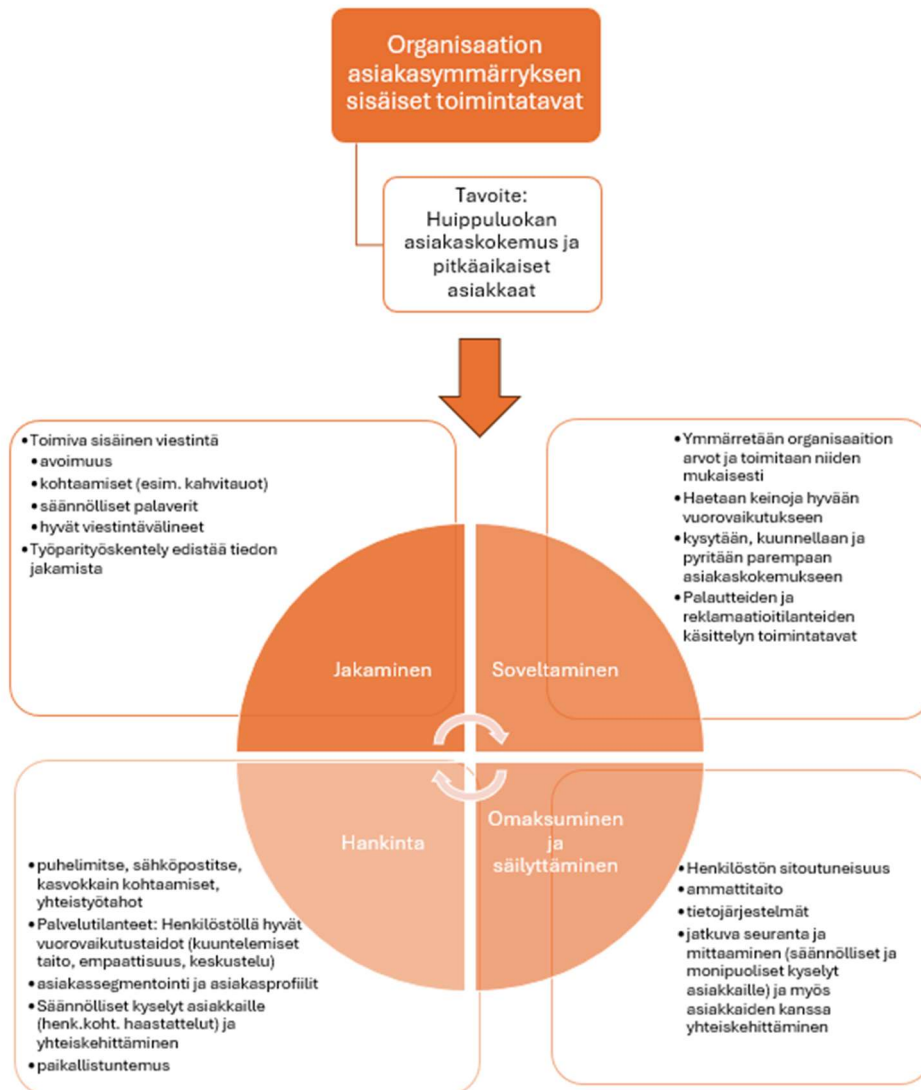 Organisaation
asiakasymmärryksen
sisäiset toimintatavat
Tavoite:
Huippuluokan
asiakaskokemus ja
pitkäaikaiset
asiakkaat
•Toimiva sisäinen viestintä
•avoimuus
•kohtaamiset (esim. kahvitauot)
•säännölliset palaverit
•hyvät viestintävälineet
•Työparityöskentely edistää tiedon
jakamista
•Ymmärretään organisaaition
arvot ja toimitaan niiden
mukaisesti
•Haetaan keinoja hyvään
vuorovaikutukseen
•kysytään, kuunnellaan ja
pyritään parempaan
asiakaskokemukseen
•Palautteiden ja
reklamaatioitilanteiden
käsittelyn toimintatavat
Jakaminen
Soveltaminen
Hankinta
Omaksuminen
ja
säilyttäminen
•puhelimitse, sähköpostitse,
kasvokkain kohtaamiset,
yhteistyötahot
•Palvelutilanteet: Henkilöstöllä hyvät
vuorovaikutustaidot (kuuntelemiset
taito, empaattisuus, keskustelu)
•asiakassegmentointi ja asiakasprofiilit
•Säännölliset kyselyt asiakkaille
(henk.koht. haastattelut) ja
yhteiskehittäminen
•paikallistuntemus
•Henkilöstön sitoutuneisuus
•ammattitaito
•tietojärjestelmät
•jatkuva seuranta ja
mittaaminen (säännölliset ja
monipuoliset kyselyt
asiakkaille) ja myös
asiakkaiden kanssa
yhteiskehittäminen